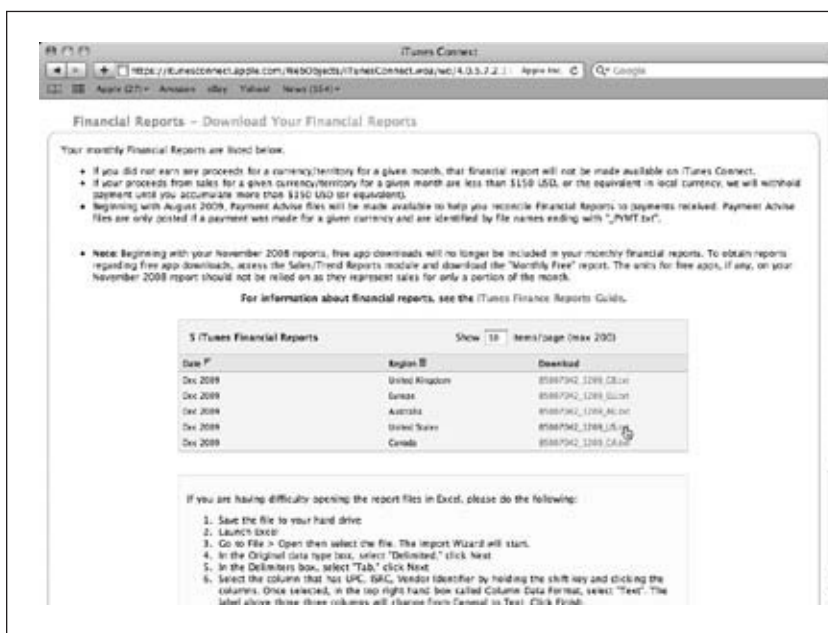 iTunes Connect
Apple Inc.
Google
Apple (27) Amazon eBay Yahoo! News
Financial Reports – Download Your Financial Reports
Your monthly Financial Reports are listed below.
• If you did not earn any proceeds for a currency/territory for a given month, that financial report will not be made available on iTunes Connect.
• If your proceeds from sales for a given currency/territory for a given month are less than $150 USD, or the equivalent in local currency, we will withhold
payment until you accumulate more than $150 USD (or equivalent).
• Beginning with August 2009, Payment Advise files will be made available to help you reconcile Financial Reports to payments received. Payment Advise
files are only posted if a payment was made for a given currency and are identified by file names ending with "_PYMT.txt".
• Note: Beginning with your November 2008 reports, free app downloads will no longer be included in your monthly financial reports. To obtain reports
regarding free app downloads, access the Sales/Trend Reports module and download the "Monthly Free" report. The units for free apps, if any, on your
November 2008 report should not be relied on as they represent sales for only a portion of the month.
For information about financial reports, see the iTunes Finance Reports Guide.
5 iTunes Financial Reports Show items/page (max 200)
Date Region Download
Dec 2009 United Kingdom
Dec 2009 Europe
Dec 2009 Australia
Dec 2009 United States
Dec 2009 Canada
If you are having difficulty opening the report files in Excel, please do the following:
1. Save the file to your hard drive
2. Launch Excel
3. Go to File > Open then select the file. The Import Wizard will start.
4. In the Original data type box, select "Delimited," click Next
5. In the Delimiters box, select "Tab," click Next
6. Select the column that has UPC, ISRC, Vendor Identifier by holding the shift key and clicking the
columns. Once selected, in the top right hand box called Column Data Format, select "Text". The
label above those three columns will change from General to Text. Click Finish.